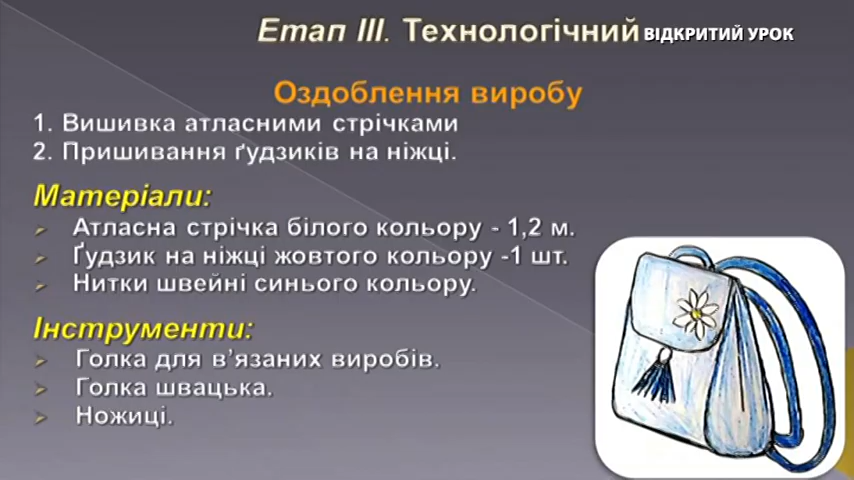 Етап ІІІ. Технологічний
ВІДКРИТИЙ УРОК
Оздоблення виробу
1. Вишивка атласними стрічками
2. Пришивання ґудзиків на ніжці.
Матеріали:
Атласна стрічка білого кольору - 1,2 м.
Ґудзик на ніжці жовтого кольору -1 шт.
Нитки швейні синього кольору.
Інструменти:
Голка для в’язаних виробів.
Голка швацька.
Ножиці.